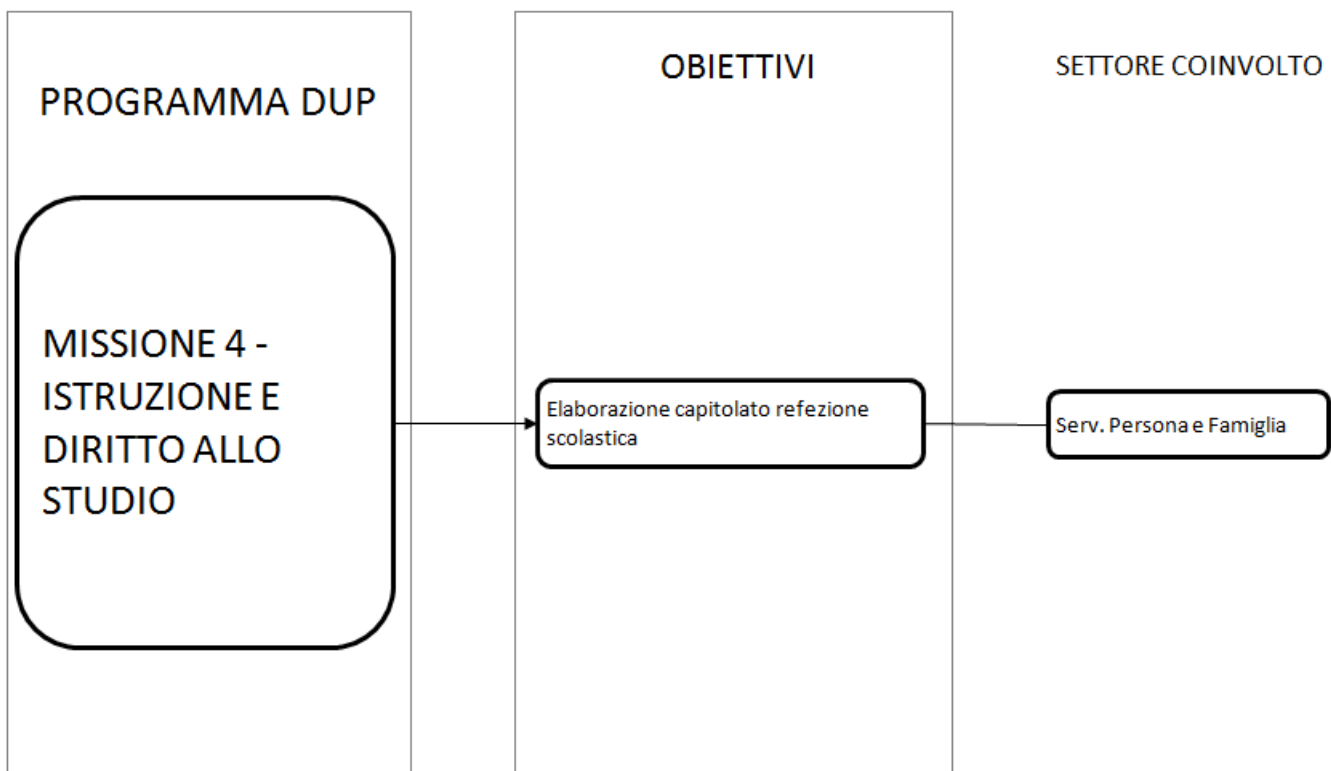 PROGRAMMA DUP
OBIETTIVI
SETTORE COINVOLTO
MISSIONE 4 -
ISTRUZIONE E
DIRITTO ALLO
STUDIO
Elaborazione capitolato refezione
scolastica
Serv. Persona e Famiglia